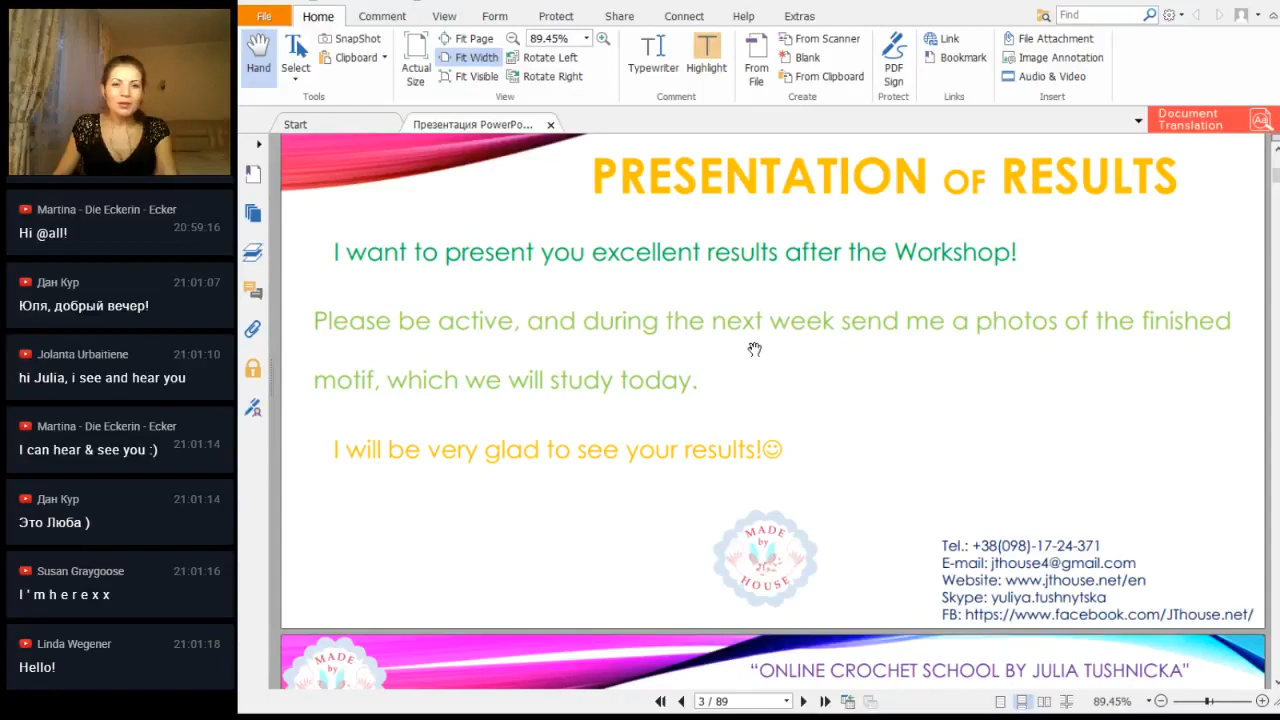 File
Home
Comment
View
Form
Protect
Share
Connect
Help
Extras
Find
Hand
Select
SnapShot
Clipboard
Tools
Actual
Size
Fit Page
Fit Width
Fit Visible
89.45%
Rotate Left
Rotate Right
View
Typewriter
Highlight
Comment
From
File
From Scanner
Blank
From Clipboard
Create
PDF
Sign
Protect
Link
Bookmark
Links
File Attachment
Image Annotation
Audio & Video
Insert
Start
Презентация PowerPo...
Document
Translation
Martina - Die Eckerin - Ecker
20:59:16
Hi @all!
Дан Кур
21:01:07
Юля, добрый вечер!
Jolanta Urbaitiene
21:01:10
hi Julia, i see and hear you
Martina - Die Eckerin - Ecker
21:01:14
I can hear & see you :)
Дан Кур
21:01:14
Это Люба )
Susan Graygoose
21:01:16
I ' m h e r e x x
Linda Wegener
21:01:18
Hello!
PRESENTATION OF RESULTS
I want to present you excellent results after the Workshop!
Please be active, and during the next week send me a photos of the finished
motif, which we will study today.
I will be very glad to see your results!☺
MADE
by
HOUSE
Tel.: +38(098)-17-24-371
E-mail: jthouse4@gmail.com
Website: www.jthouse.net/en
Skype: yuliya.tushnytska
FB: https://www.facebook.com/JThouse.net/
MADE
by
"ONLINE CROCHET SCHOOL BY JULIA TUSHNICKA"
3 / 89
89.45%